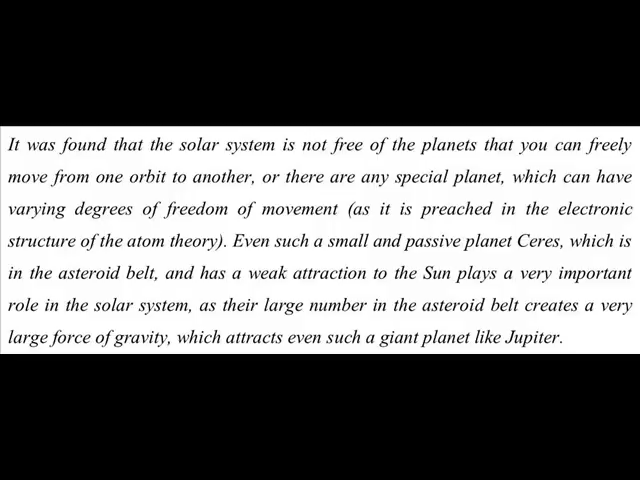 It was found that the solar system is not free of the planets that you can freely
move from one orbit to another, or there are any special planet, which can have
varying degrees of freedom of movement (as it is preached in the electronic
structure of the atom theory). Even such a small and passive planet Ceres, which is
in the asteroid belt, and has a weak attraction to the Sun plays a very important
role in the solar system, as their large number in the asteroid belt creates a very
large force of gravity, which attracts even such a giant planet like Jupiter.